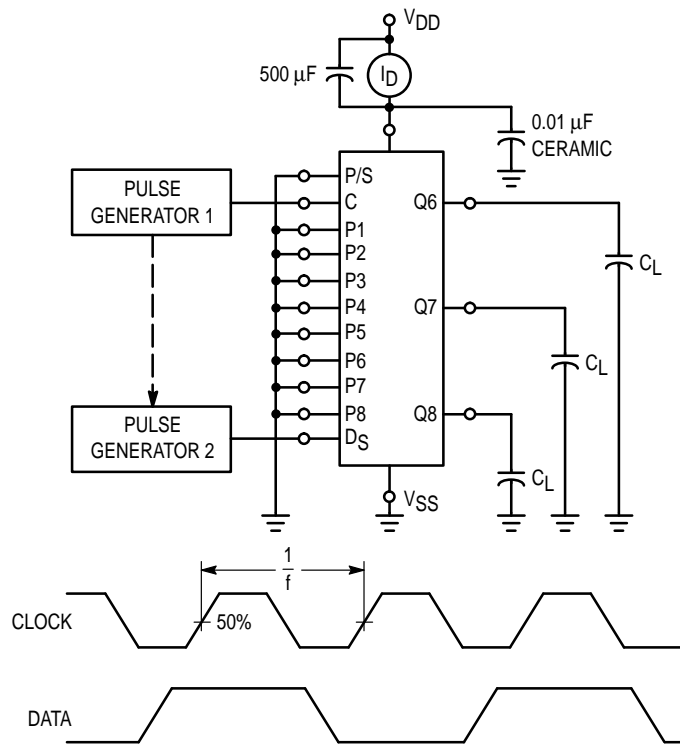 VDD
500 µF
ID
0.01 µF
CERAMIC
PULSE
GENERATOR 1
P/S
C
P1
P2
P3
P4
P5
P6
P7
P8
DS
Q6
Q7
Q8
CL
CL
CL
PULSE
GENERATOR 2
VSS
1
f
CLOCK
50%
DATA